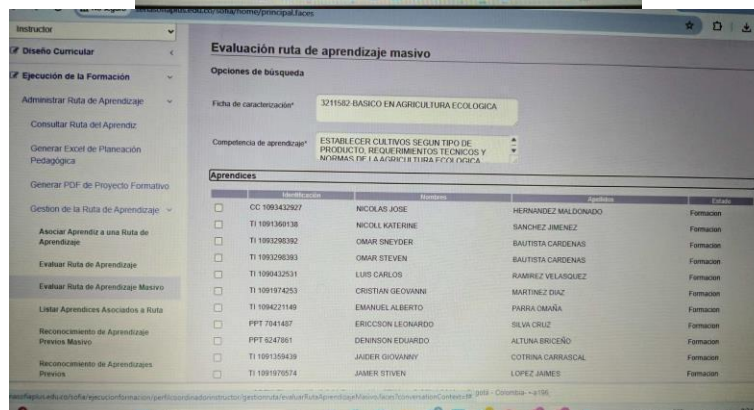 sofiaplus.edu.co/sofia/home/principal.faces
Instructor
Diseño Curricular
Ejecución de la Formación
Administrar Ruta de Aprendizaje
Consultar Ruta del Aprendiz
Generar Excel de Planeación
Pedagógica
Generar PDF de Proyecto Formativo
Gestion de la Ruta de Aprendizaje
Asociar Aprendiz a una Ruta de
Aprendizaje
Evaluar Ruta de Aprendizaje
Evaluar Ruta de Aprendizaje Masivo
Listar Aprendices Asociados a Ruta
Reconocimiento de Aprendizaje
Previos Masivo
Reconocimiento de Aprendizajes
Previos
Evaluación ruta de aprendizaje masivo
Opciones de búsqueda
Ficha de caracterización* 3211582-BASICO EN AGRICULTURA ECOLOGICA
Competencia de aprendizaje* ESTABLECER CULTIVOS SEGUN TIPO DE
PRODUCTO, REQUERIMIENTOS TECNICOS Y
NORMAS DE LA AGRICULTURA ECOLOGICA
Aprendices
Identificación Nombres Apellidos Estado
CC 1093432927 NICOLAS JOSE HERNANDEZ MALDONADO Formacion
TI 1091360138 NICOLL KATERINE SANCHEZ JIMENEZ Formacion
TI 1093298392 OMAR SNEYDER BAUTISTA CARDENAS Formacion
TI 1093298393 OMAR STEVEN BAUTISTA CARDENAS Formacion
TI 1090432531 LUIS CARLOS RAMIREZ VELASQUEZ Formacion
TI 1091974253 CRISTIAN GEOVANNI MARTINEZ DIAZ Formacion
TI 1094221149 EMANUEL ALBERTO PARRA OMAÑA Formacion
PPT 7041487 ERICCSON LEONARDO SILVA CRUZ Formacion
PPT 6247861 DENINSON EDUARDO ALTUNA BRICEÑO Formacion
TI 1091359439 JAIDER GIOVANNY COTRINA CARRASCAL Formacion
TI 1091970574 JAMER STIVEN LOPEZ JAIMES Formacion